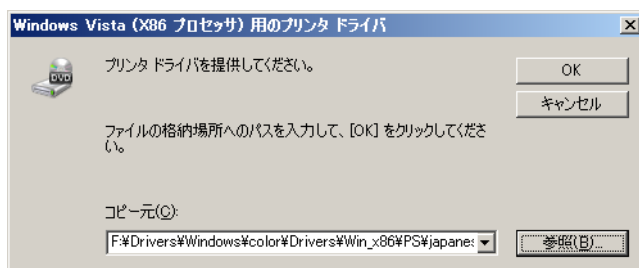 Windows Vista (X86 プロセッサ) 用のプリンタ ドライバ
DVD
プリンタ ドライバを提供してください。
OK
キャンセル
ファイルの格納場所へのパスを入力して、[OK] をクリックしてくださ
い。
コピー元(C):
F:¥Drivers¥Windows¥color¥Drivers¥Win_x86¥PS¥japanes
参照(B)...